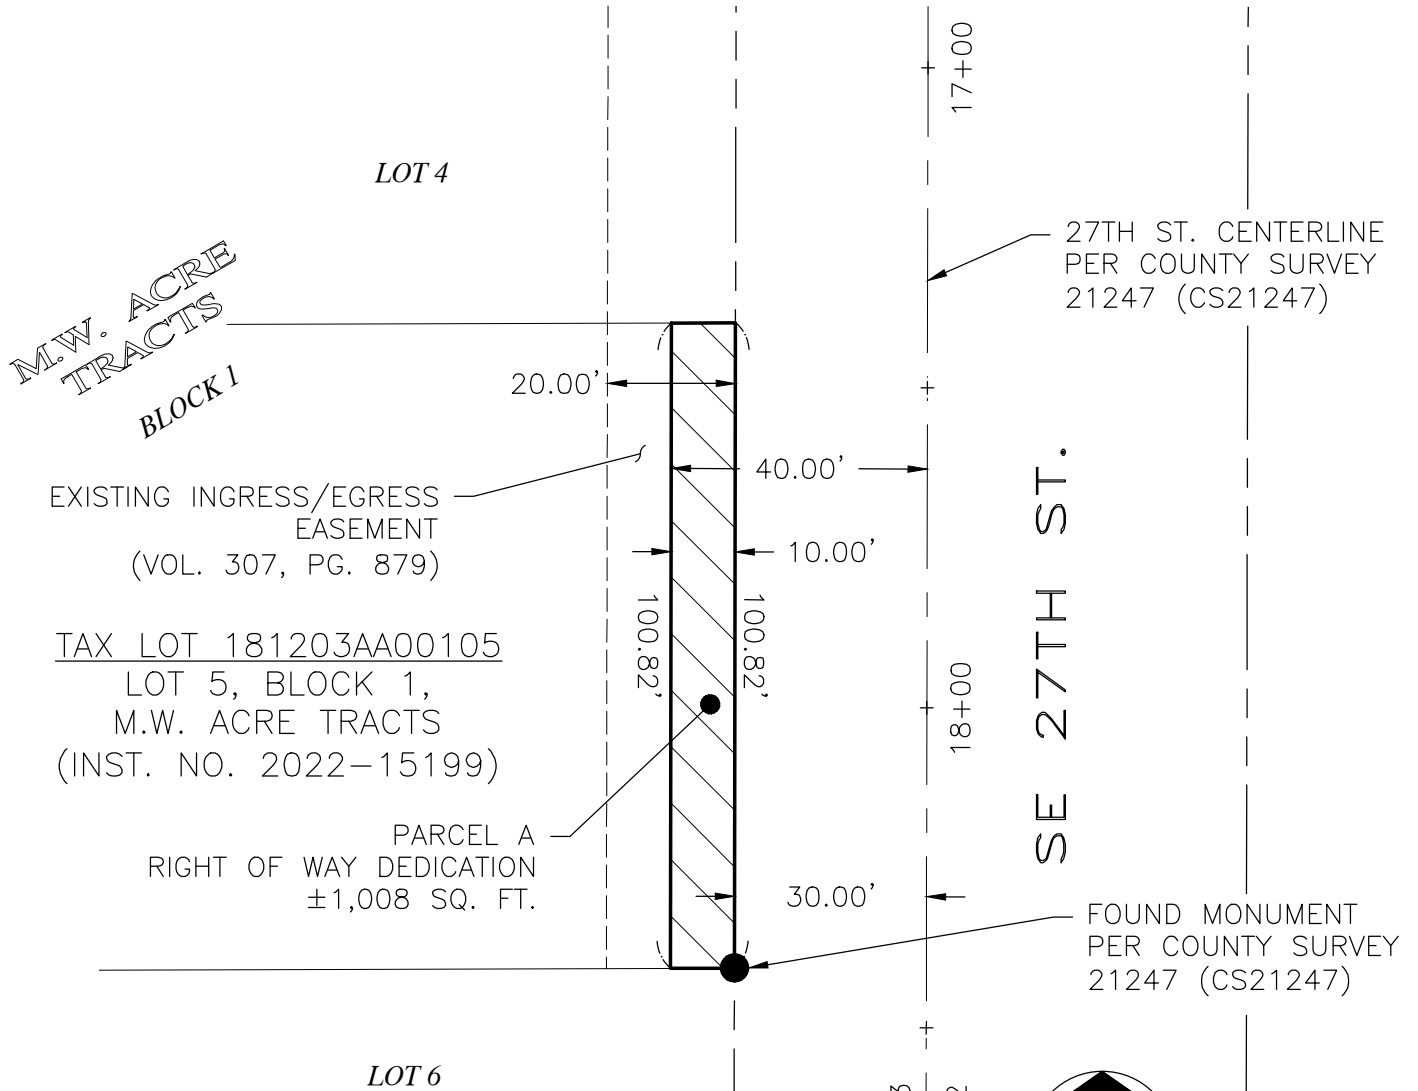 17+00
LOT 4
27TH ST. CENTERLINE
PER COUNTY SURVEY
21247 (CS21247)
M.W. ACRE
TRACTS
BLOCK 1
20.00'
40.00'
EXISTING INGRESS/EGRESS
EASEMENT
(VOL. 307, PG. 879)
10.00'
100.82'
100.82'
SE 27TH ST.
TAX LOT 181203AA00105
LOT 5, BLOCK 1,
M.W. ACRE TRACTS
(INST. NO. 2022-15199)
18+00
PARCEL A
RIGHT OF WAY DEDICATION
±1,008 SQ. FT.
30.00'
FOUND MONUMENT
PER COUNTY SURVEY
21247 (CS21247)
LOT 6